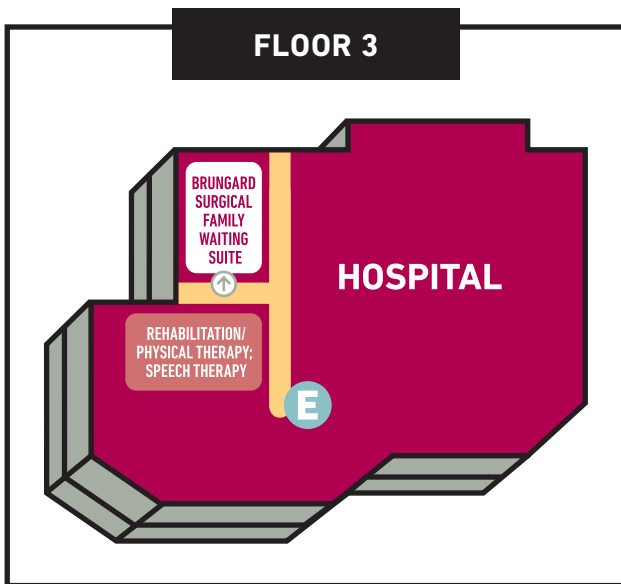 FLOOR 3
BRUNGARD
SURGICAL
FAMILY
WAITING
SUITE
HOSPITAL
REHABILITATION/
PHYSICAL THERAPY;
SPEECH THERAPY
E